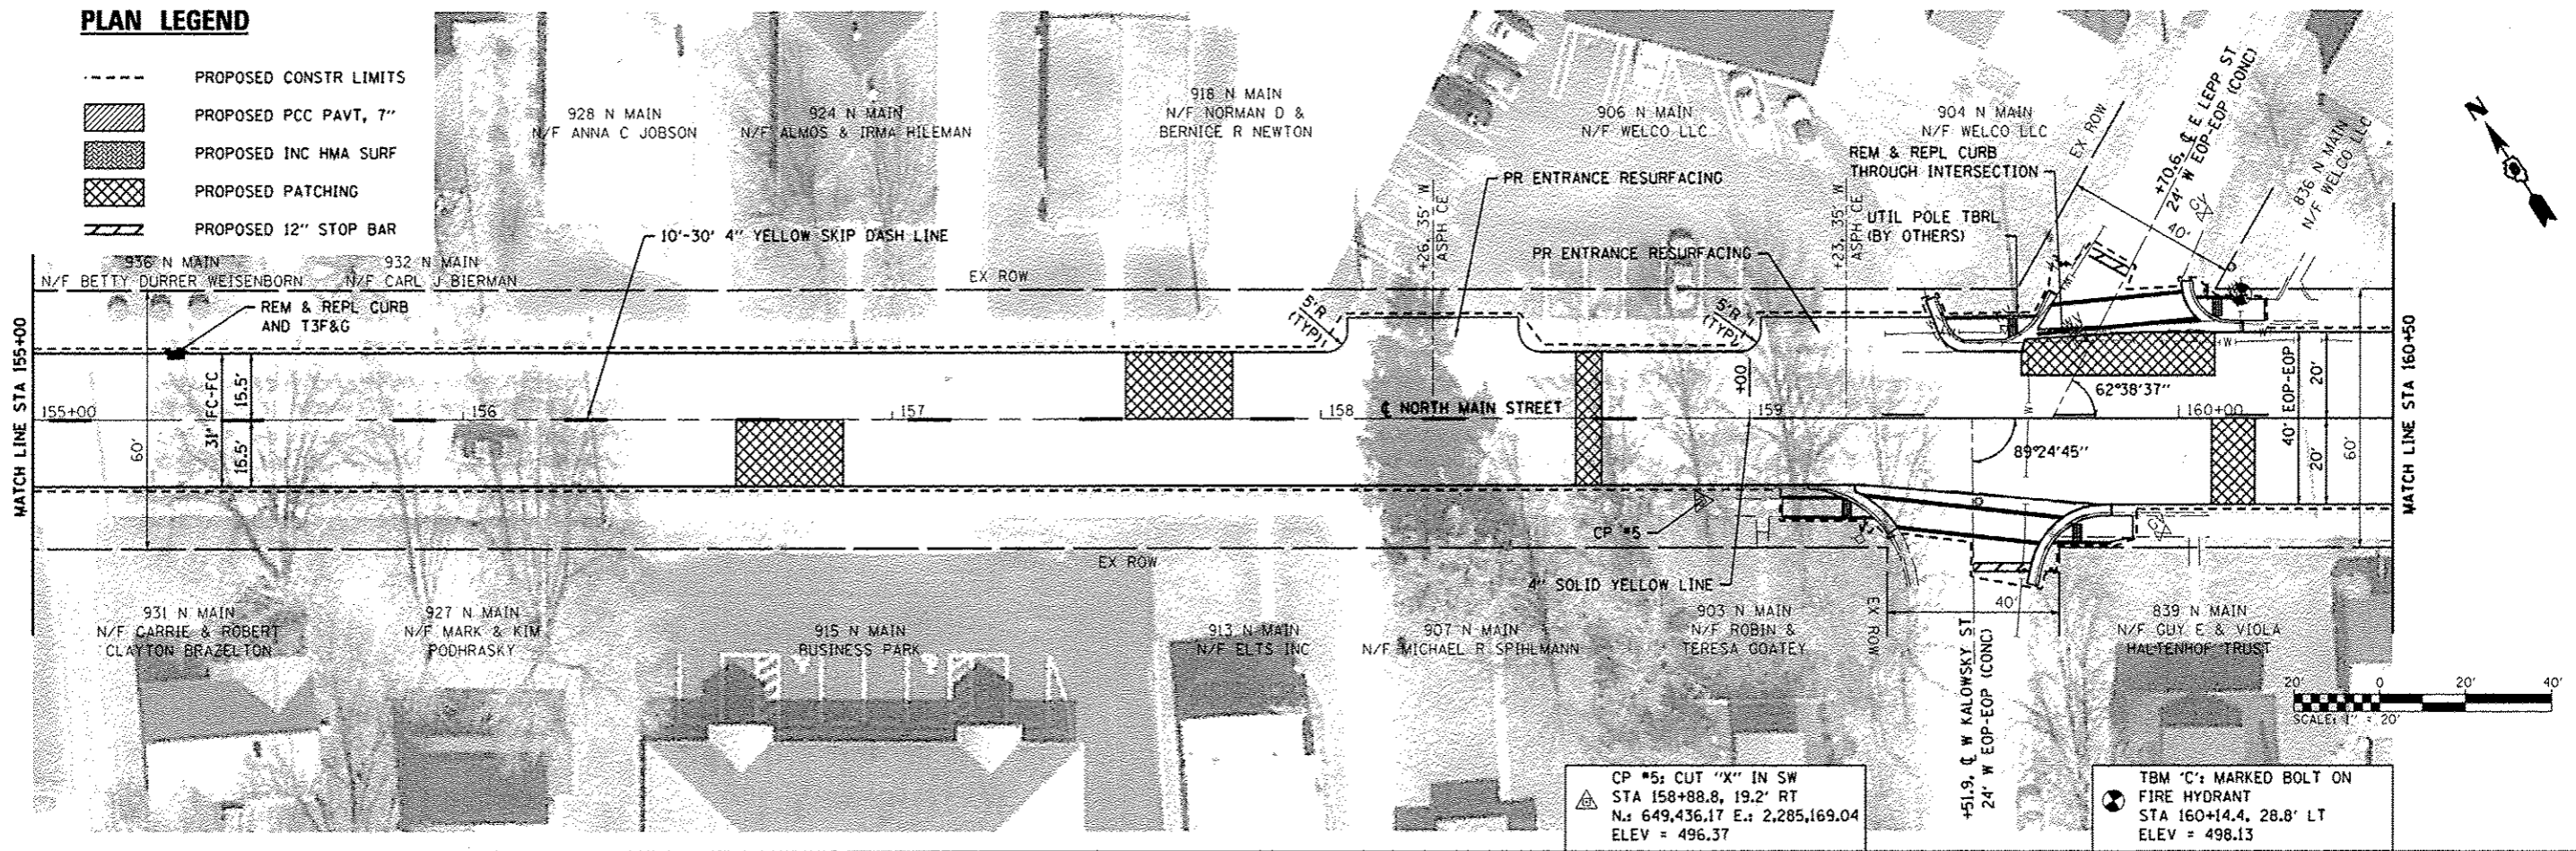 PLAN LEGEND
PROPOSED CONSTR LIMITS
PROPOSED PCC PAVT, 7"
PROPOSED INC HMA SURF
PROPOSED PATCHING
PROPOSED 12" STOP BAR
928 N MAIN
N/F ANNA C JOBSON
924 N MAIN
N/F ALMOS & IRMA HILEMAN
918 N MAIN
N/F NORMAN D &
BERNICE R NEWTON
906 N MAIN
N/F WELCO LLC
904 N MAIN
N/F WELCO LLC
836 N MAIN
N/F WELCO LLC
EX ROW
+70.6, ℄ E LEPP ST
24' W EOP-EOP (CONC)
GV
40'
N
REM & REPL CURB
THROUGH INTERSECTION
UTIL POLE TBRL
(BY OTHERS)
PR ENTRANCE RESURFACING
PR ENTRANCE RESURFACING
+26, 35' W
ASPH CE
+23, 35' W
ASPH CE
10'-30' 4" YELLOW SKIP DASH LINE
936 N MAIN
N/F BETTY DURRER WEISENBORN
932 N MAIN
N/F CARL J BIERMAN
EX ROW
REM & REPL CURB
AND T3F&G
5'R
(TYP)
5'R
(TYP)
MATCH LINE STA 155+00
MATCH LINE STA 160+50
60'
31' FC-FC
15.5'
16.5'
155+00
156
157
158
℄ NORTH MAIN STREET
+00
159
160+00
62°38'37"
89°24'45"
40' EOP-EOP
20'
20'
60'
CP #5
4" SOLID YELLOW LINE
EX ROW
EX ROW
40'
931 N MAIN
N/F CARRIE & ROBERT
CLAYTON BRAZELTON
927 N MAIN
N/F MARK & KIM
PODHRASKY
915 N MAIN
BUSINESS PARK
913 N MAIN
N/F ELTS INC
907 N MAIN
N/F MICHAEL R SPIHLMANN
903 N MAIN
N/F ROBIN &
TERESA GOATEY
839 N MAIN
N/F GUY E & VIOLA
HALTENHOF TRUST
+51.9, ℄ W KALOWSKY ST
24' W EOP-EOP (CONC)
20' 0 20' 40'
SCALE: 1" = 20'
CP #5: CUT "X" IN SW
STA 158+88.8, 19.2' RT
N.: 649,436.17 E.: 2,285,169.04
ELEV = 496.37
TBM 'C': MARKED BOLT ON
FIRE HYDRANT
STA 160+14.4, 28.8' LT
ELEV = 498.13